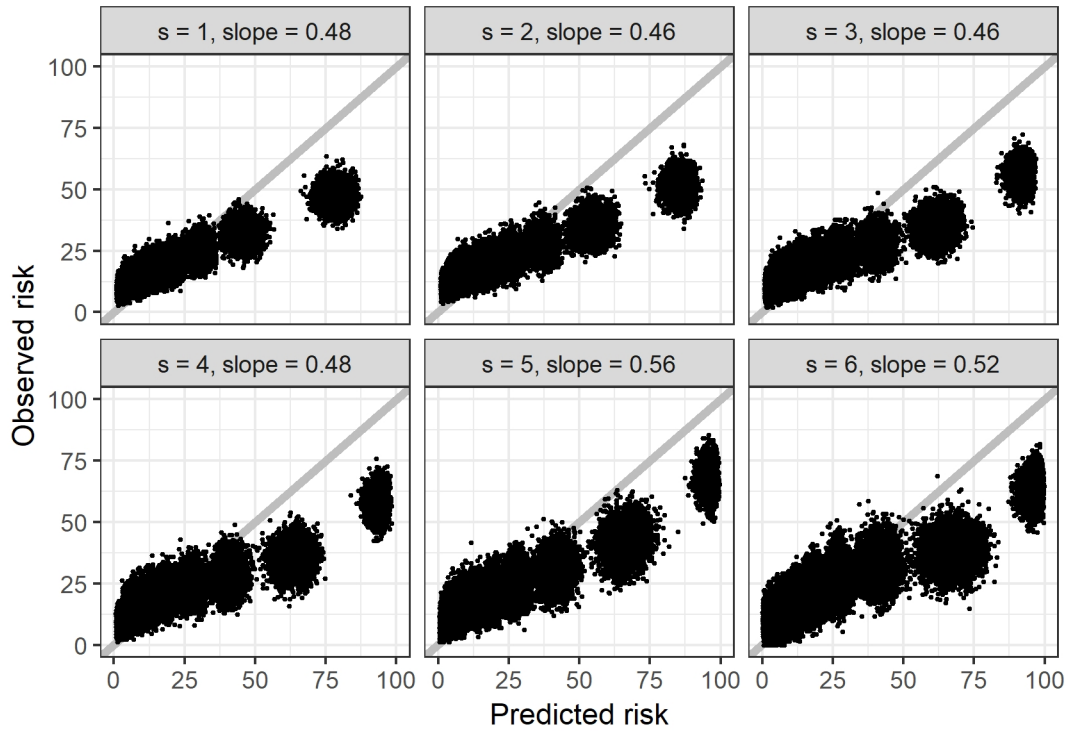 s = 1, slope = 0.48
s = 2, slope = 0.46
s = 3, slope = 0.46
100
75
50
25
0
s = 4, slope = 0.48
s = 5, slope = 0.56
s = 6, slope = 0.52
100
75
50
25
0
0 25 50 75 100
0 25 50 75 100
0 25 50 75 100
Observed risk
Predicted risk